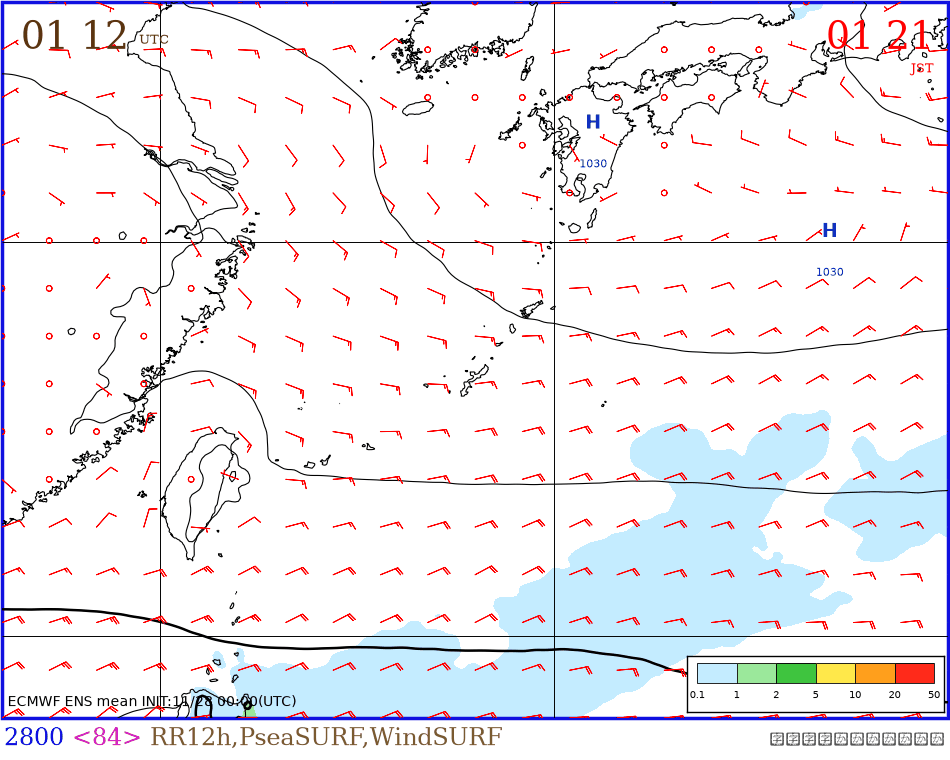 01 12 UTC
01 21
JST
H
1030
H
1030
0.1 1 2 5 10 20 50
ECMWF ENS mean INIT:11/28 00:00(UTC)
2800 <84> RR12h,PseaSURF,WindSURF